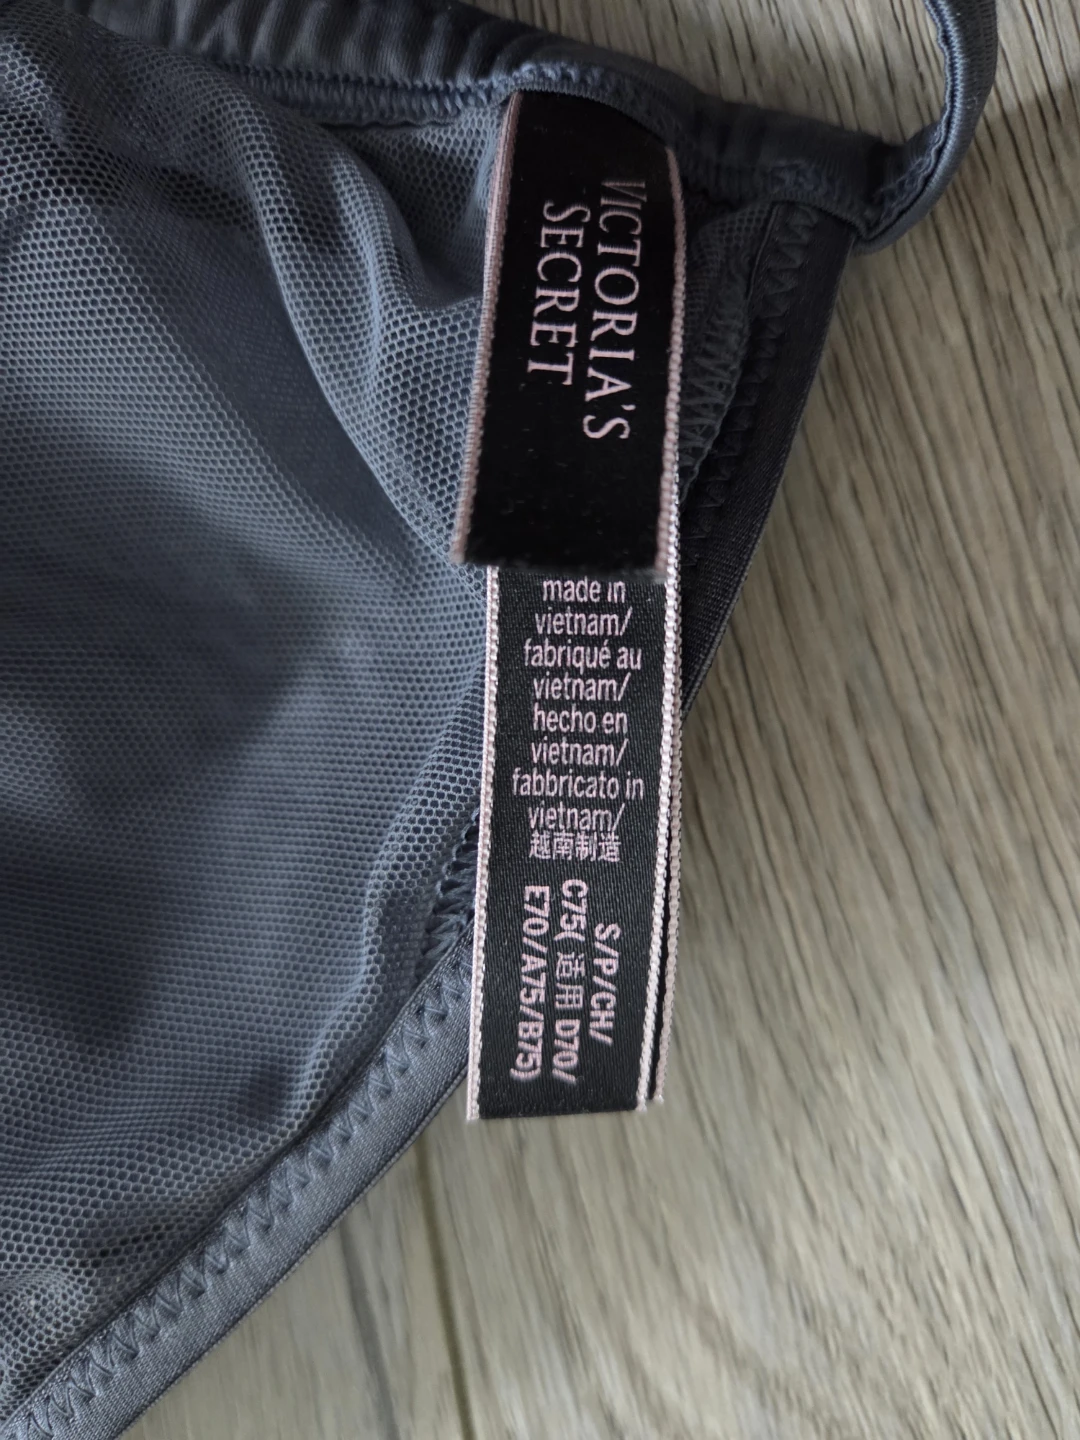 VICTORIA'S
SECRET
made in
vietnam/
fabriqué au
vietnam/
hecho en
vietnam/
fabbricato in
vietnam/
越南制造
S/P/CH/
C75( 适用 D70/
E70/A75/B75)